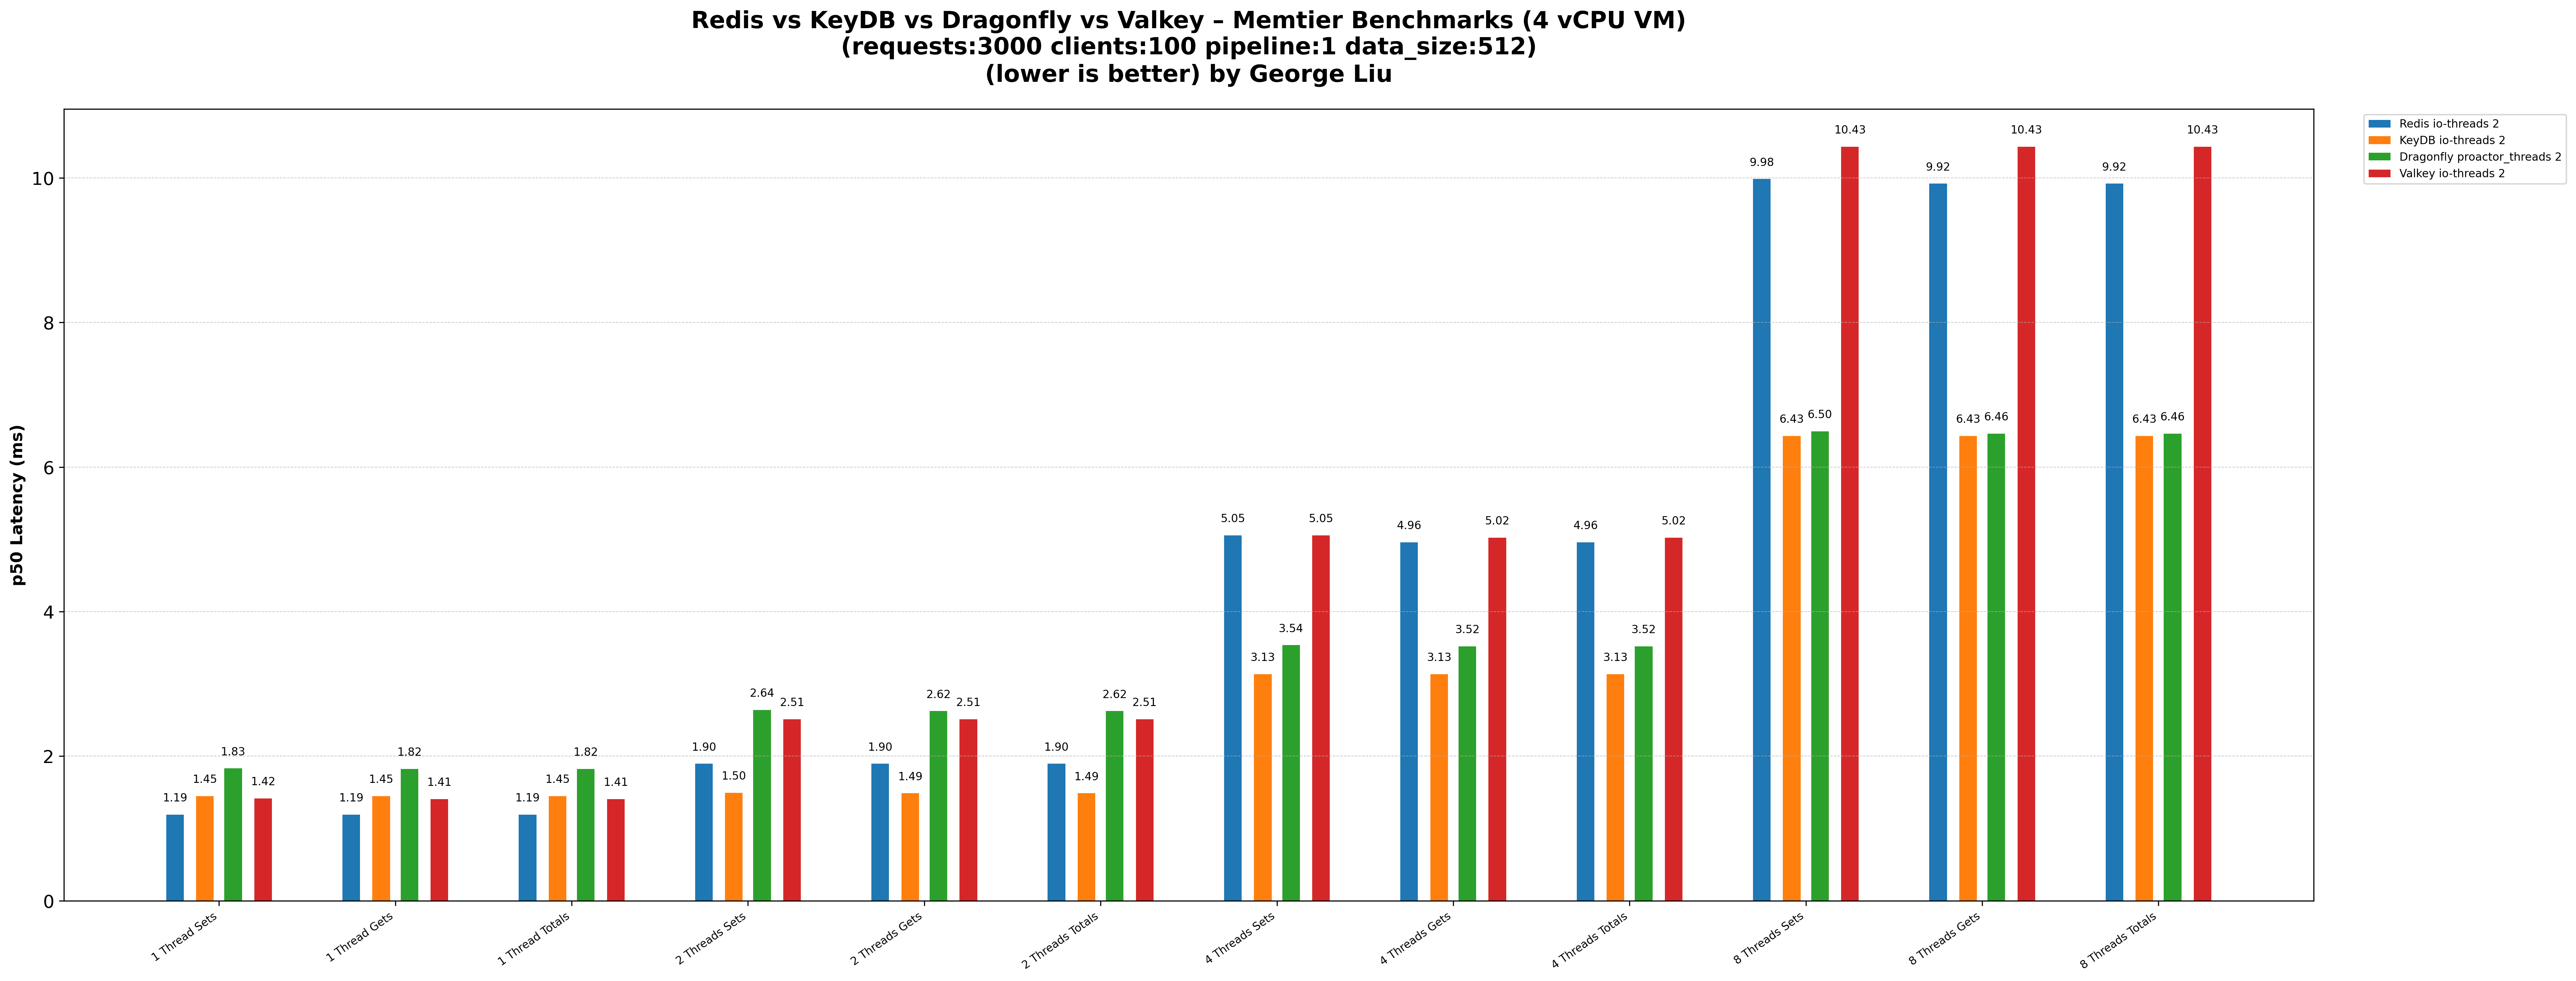 Redis vs KeyDB vs Dragonfly vs Valkey – Memtier Benchmarks (4 vCPU VM)
(requests:3000 clients:100 pipeline:1 data_size:512)
(lower is better) by George Liu
Redis io-threads 2
KeyDB io-threads 2
Dragonfly proactor_threads 2
Valkey io-threads 2
p50 Latency (ms)
10
8
6
4
2
0
1.19 1.45 1.83 1.42
1.19 1.45 1.82 1.41
1.19 1.45 1.82 1.41
1.90 1.50 2.64 2.51
1.90 1.49 2.62 2.51
1.90 1.49 2.62 2.51
5.05 3.13 3.54 5.05
4.96 3.13 3.52 5.02
4.96 3.13 3.52 5.02
9.98 6.43 6.50 10.43
9.92 6.43 6.46 10.43
9.92 6.43 6.46 10.43
1 Thread Sets
1 Thread Gets
1 Thread Totals
2 Threads Sets
2 Threads Gets
2 Threads Totals
4 Threads Sets
4 Threads Gets
4 Threads Totals
8 Threads Sets
8 Threads Gets
8 Threads Totals